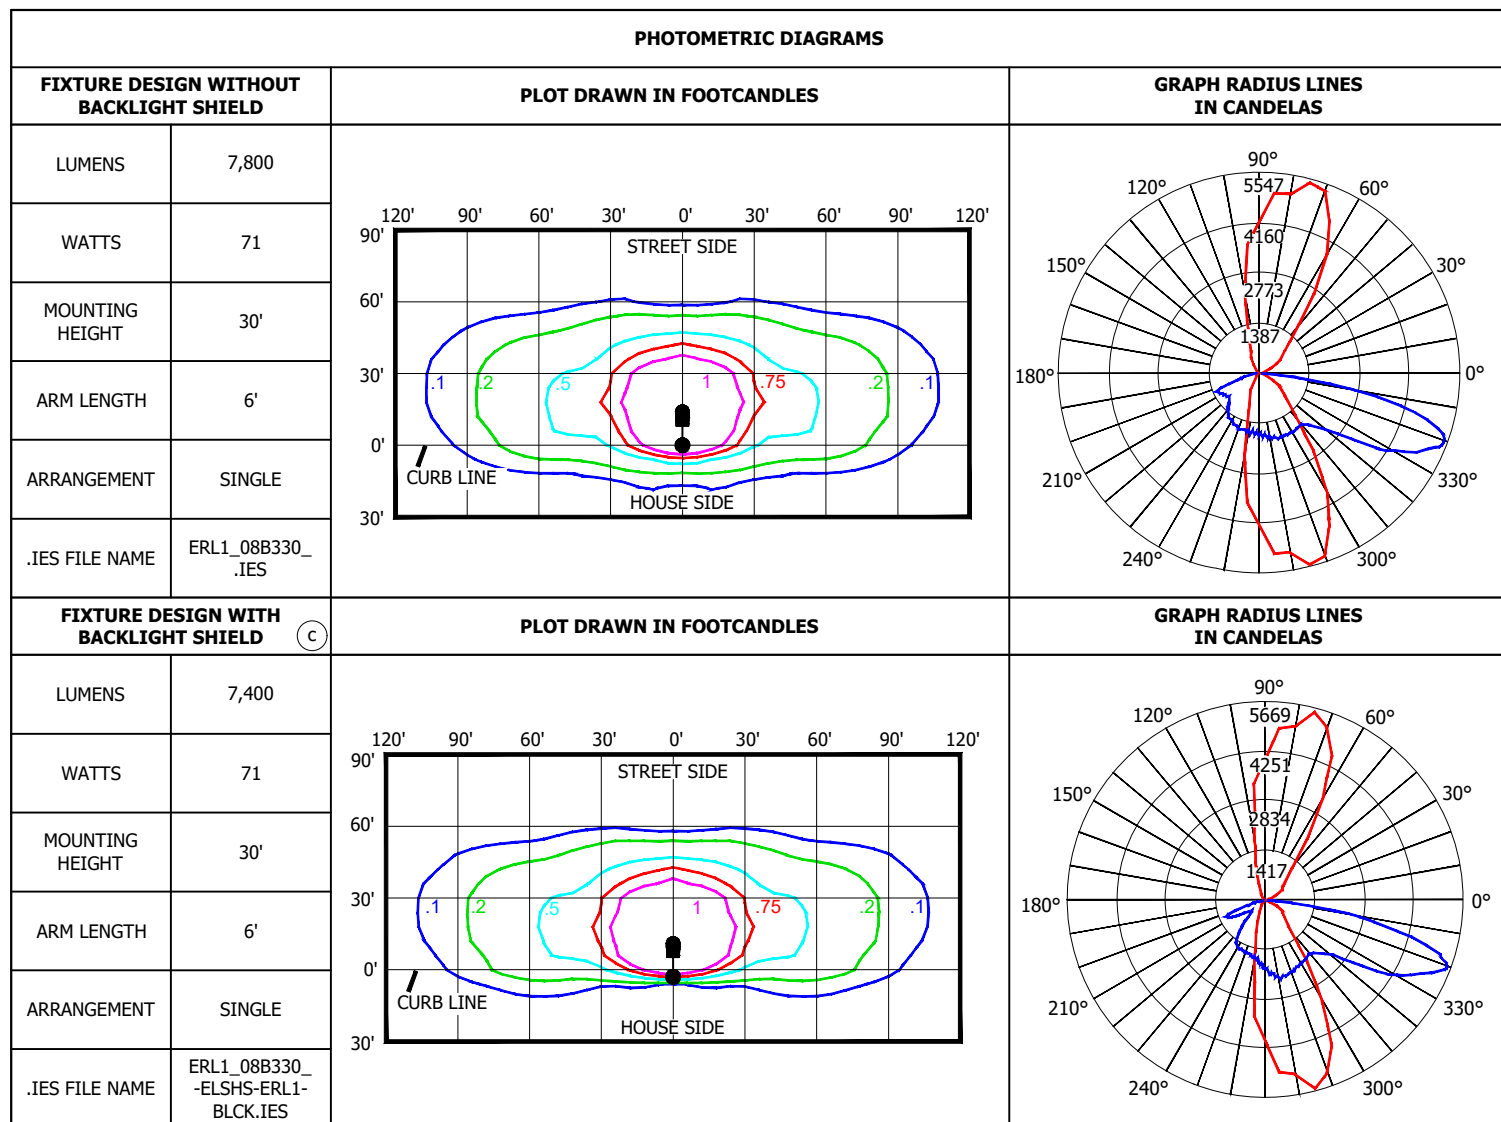 PHOTOMETRIC DIAGRAMS
FIXTURE DESIGN WITHOUT
BACKLIGHT SHIELD
PLOT DRAWN IN FOOTCANDLES
GRAPH RADIUS LINES
IN CANDELAS
LUMENS
7,800
WATTS
71
MOUNTING
HEIGHT
30'
ARM LENGTH
6'
ARRANGEMENT
SINGLE
.IES FILE NAME
ERL1_08B330_
.IES
120' 90' 60' 30' 0' 30' 60' 90' 120'
90'
STREET SIDE
60'
30'
.1 .2 .5 1 .75 .2 .1
0'
CURB LINE
HOUSE SIDE
30'
90°
120° 5547 60°
4160
150° 2773 30°
1387
180° 0°
210° 330°
240° 300°
FIXTURE DESIGN WITH
BACKLIGHT SHIELD C
PLOT DRAWN IN FOOTCANDLES
GRAPH RADIUS LINES
IN CANDELAS
LUMENS
7,400
WATTS
71
MOUNTING
HEIGHT
30'
ARM LENGTH
6'
ARRANGEMENT
SINGLE
.IES FILE NAME
ERL1_08B330_
-ELSHS-ERL1-
BLCK.IES
120' 90' 60' 30' 0' 30' 60' 90' 120'
90'
STREET SIDE
60'
30'
.1 .2 .5 1 .75 .2 .1
0'
CURB LINE
HOUSE SIDE
30'
90°
120° 5669 60°
4251
150° 2834 30°
1417
180° 0°
210° 330°
240° 300°